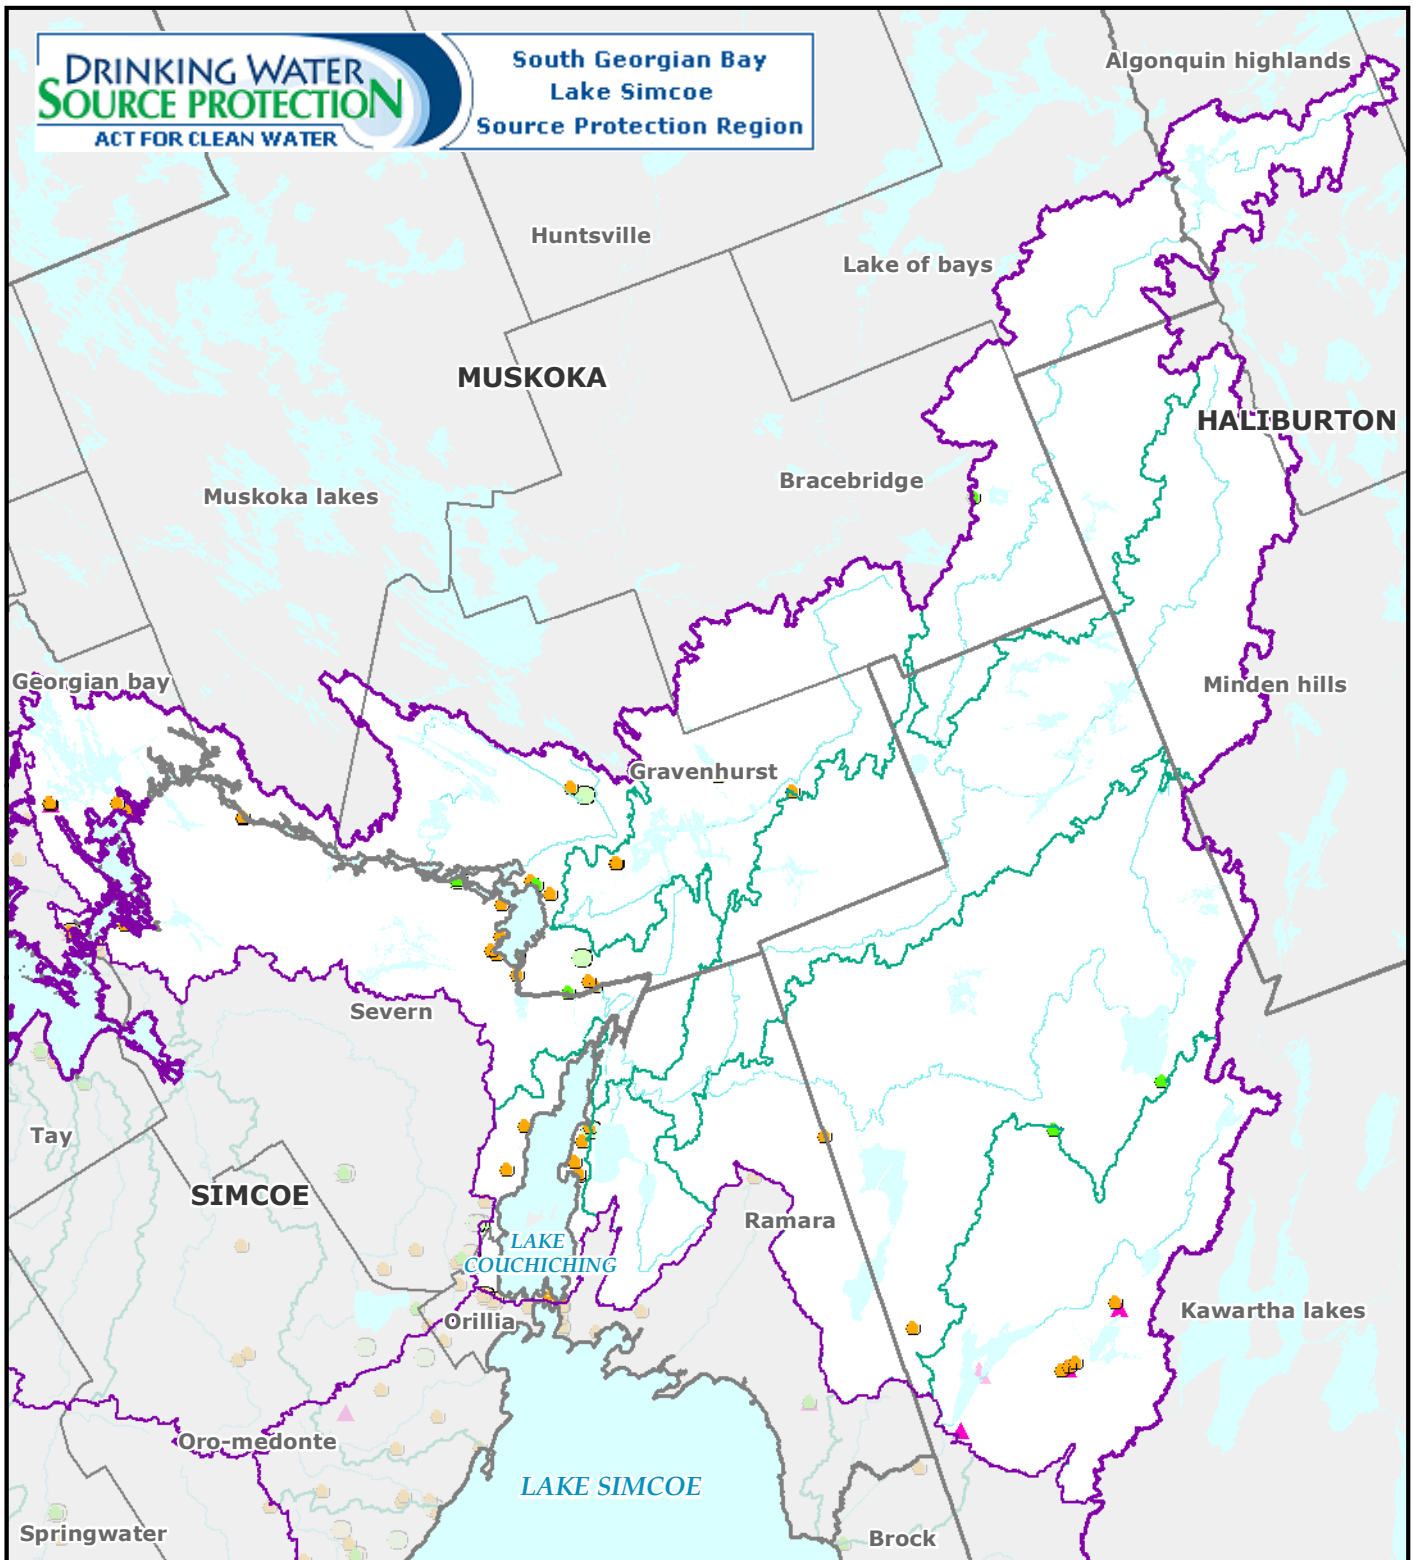 DRINKING WATER
SOURCE PROTECTION
ACT FOR CLEAN WATER
South Georgian Bay
Lake Simcoe
Source Protection Region
Algonquin highlands
Huntsville
Lake of bays
MUSKOKA
HALIBURTON
Bracebridge
Muskoka lakes
Georgian bay
Minden hills
Gravenhurst
Severn
Tay
SIMCOE
Ramara
LAKE
COUCHICHING
Orillia
Kawartha lakes
Oro-medonte
LAKE SIMCOE
Springwater
Brock